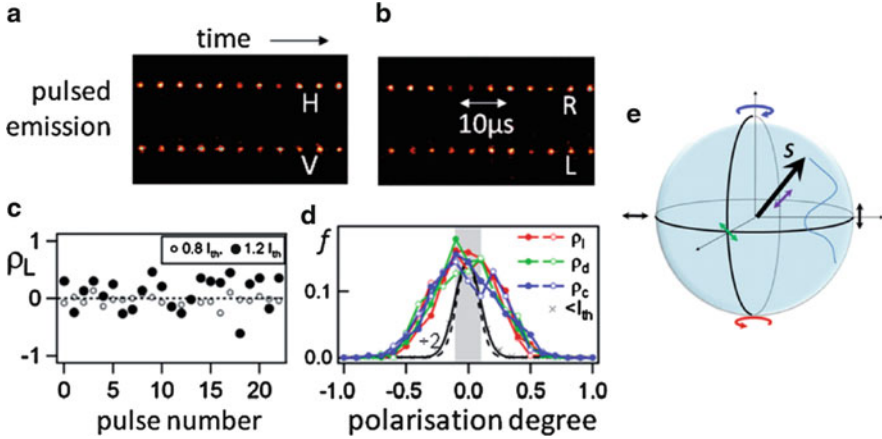 a
time
pulsed
emission
H
V
b
R
10μs
L
c
ρL
1
0
-1
0.8 Ith,
1.2 Ith
0 5 10 15 20
pulse number
d
f
0.1
0.0
÷2
ρl
ρd
ρc
<Ith
-1.0 -0.5 0.0 0.5 1.0
polarisation degree
e
S